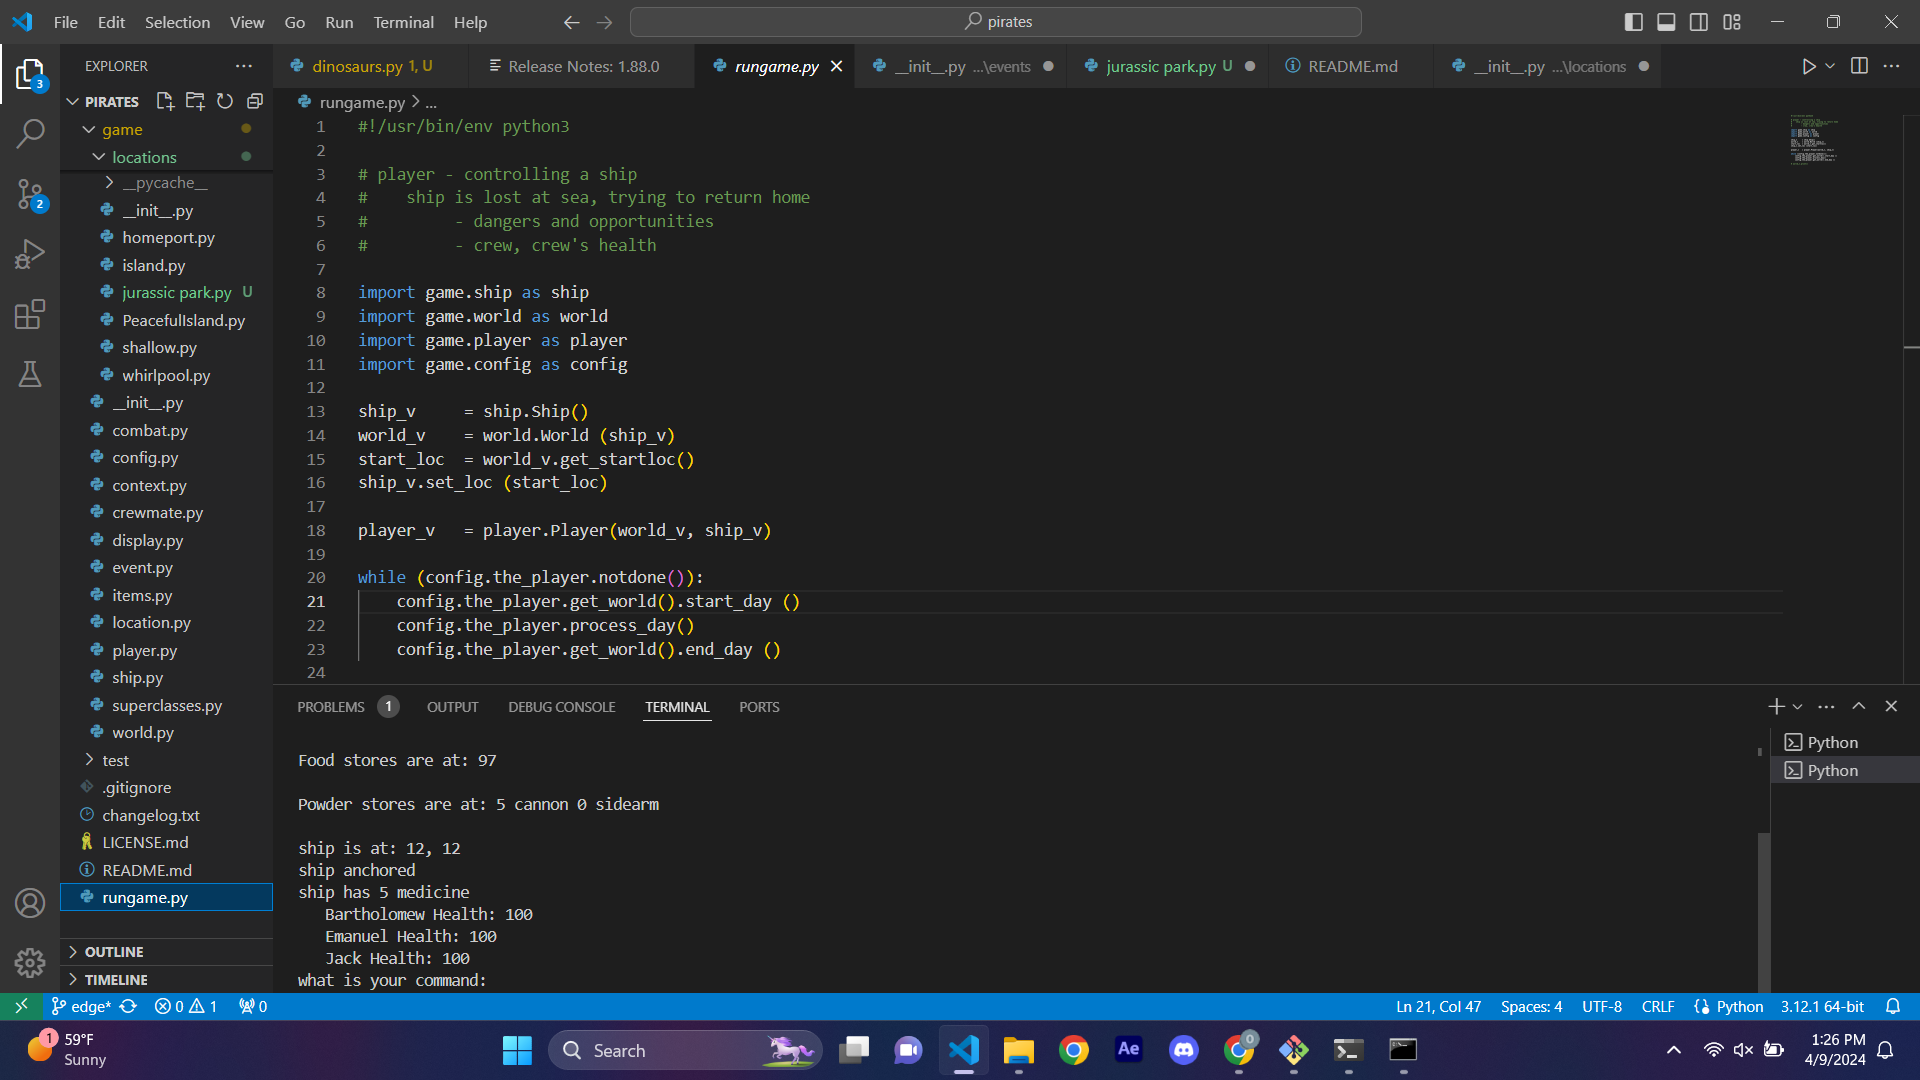 File Edit Selection View Go Run Terminal Help
pirates
EXPLORER
3
PIRATES
game
locations
__pycache__
__init__.py
homeport.py
island.py
jurassic park.py U
PeacefulIsland.py
shallow.py
whirlpool.py
__init__.py
combat.py
config.py
context.py
crewmate.py
display.py
event.py
items.py
location.py
player.py
ship.py
superclasses.py
world.py
test
.gitignore
changelog.txt
LICENSE.md
README.md
rungame.py
OUTLINE
TIMELINE
2
dinosaurs.py 1, U
Release Notes: 1.88.0
rungame.py
__init__.py ...\events
jurassic park.py U
README.md
__init__.py ...\locations
rungame.py > ...
1 #!/usr/bin/env python3
2
3 # player - controlling a ship
4 #    ship is lost at sea, trying to return home
5 #         - dangers and opportunities
6 #         - crew, crew's health
7
8 import game.ship as ship
9 import game.world as world
10 import game.player as player
11 import game.config as config
12
13 ship_v     = ship.Ship()
14 world_v    = world.World (ship_v)
15 start_loc  = world_v.get_startloc()
16 ship_v.set_loc (start_loc)
17
18 player_v   = player.Player(world_v, ship_v)
19
20 while (config.the_player.notdone()):
21     config.the_player.get_world().start_day ()
22     config.the_player.process_day()
23     config.the_player.get_world().end_day ()
24
PROBLEMS 1 OUTPUT DEBUG CONSOLE TERMINAL PORTS
Food stores are at: 97
Powder stores are at: 5 cannon 0 sidearm
ship is at: 12, 12
ship anchored
ship has 5 medicine
   Bartholomew Health: 100
   Emanuel Health: 100
   Jack Health: 100
what is your command:
Python
Python
edge* 0 1 0
Ln 21, Col 47 Spaces: 4 UTF-8 CRLF Python 3.12.1 64-bit
1
59°F
Sunny
Search
Ae
0
1:26 PM
4/9/2024